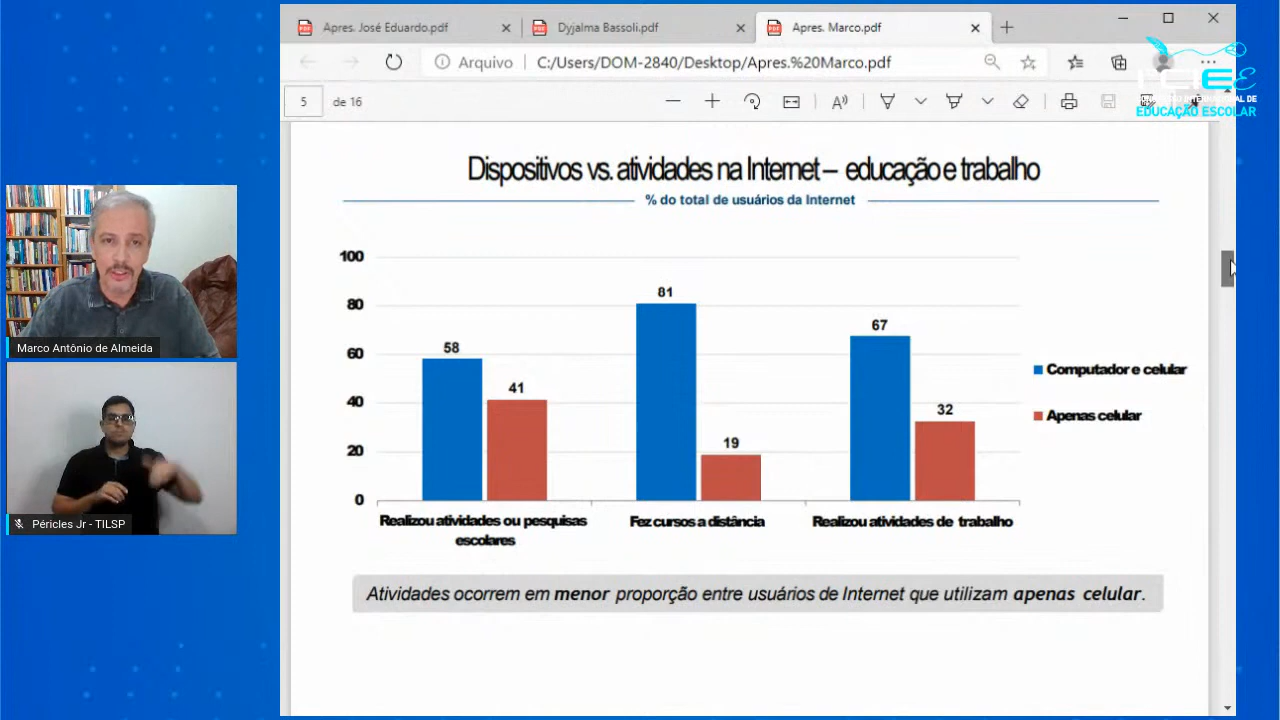 Apres. José Eduardo.pdf
Dyjalma Bassoli.pdf
Apres. Marco.pdf
Arquivo
C:/Users/DOM-2840/Desktop/Apres.%20Marco.pdf
5
de 16
EDUCAÇÃO ESCOLAR
Dispositivos vs. atividades na Internet – educação e trabalho
% do total de usuários da Internet
100
80
60
40
20
0
58
41
81
19
67
32
Realizou atividades ou pesquisas
escolares
Fez cursos a distância
Realizou atividades de trabalho
Computador e celular
Apenas celular
Atividades ocorrem em menor proporção entre usuários de Internet que utilizam apenas celular.
Marco Antônio de Almeida
Péricles Jr - TILSP